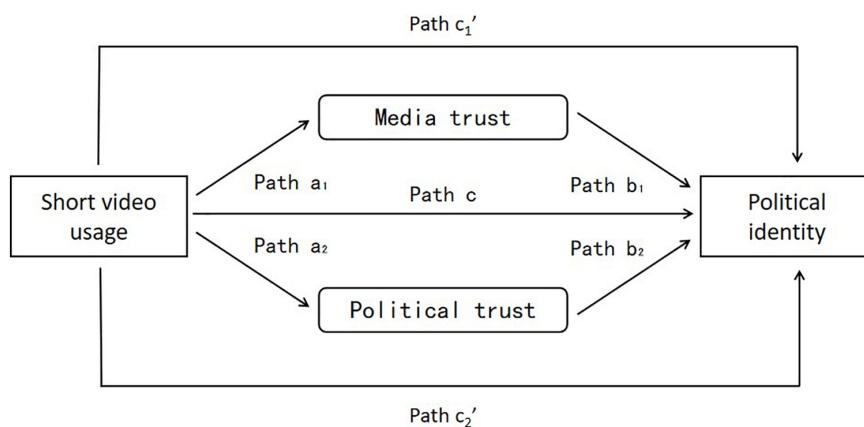 Path c₁′
Media trust
Path a₁
Path c
Path b₁
Short video
usage
Political
identity
Path a₂
Path b₂
Political trust
Path c₂′